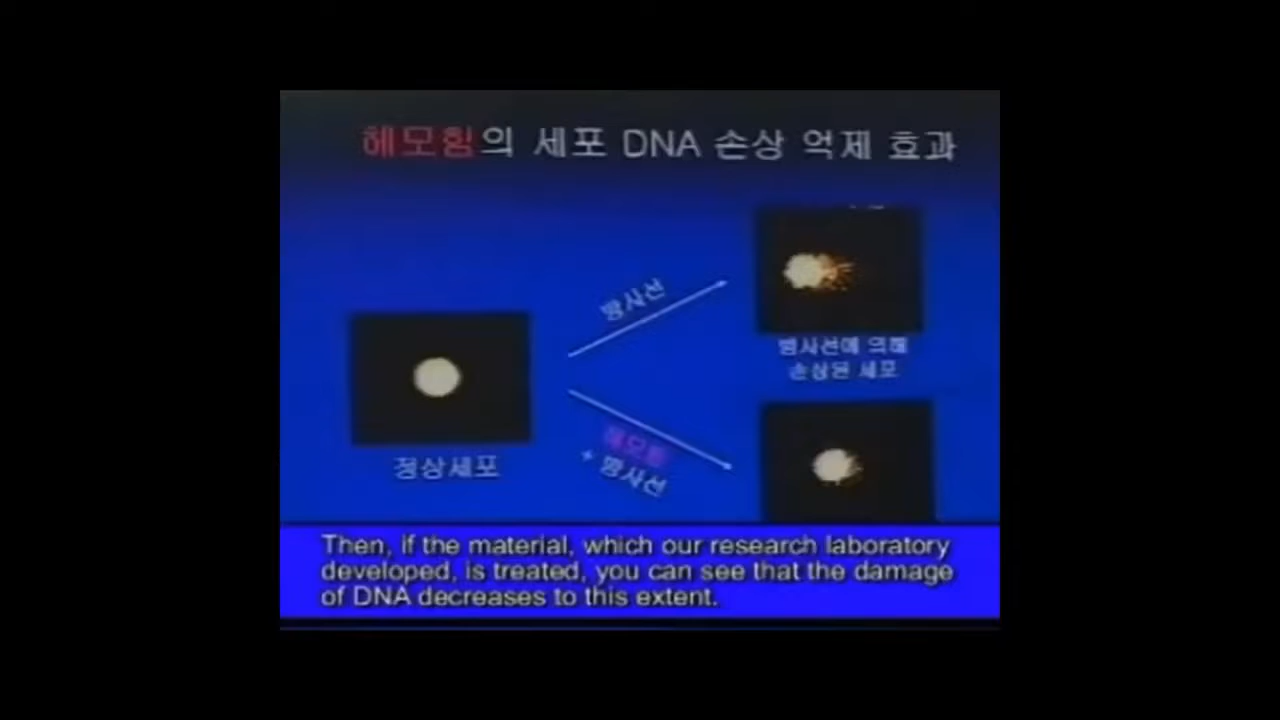 헤모힘의 세포 DNA 손상 억제 효과
방사선
방사선에 의해
손상된 세포
정상세포
헤모힘
+ 방사선
Then, if the material, which our research laboratory
developed, is treated, you can see that the damage
of DNA decreases to this extent.